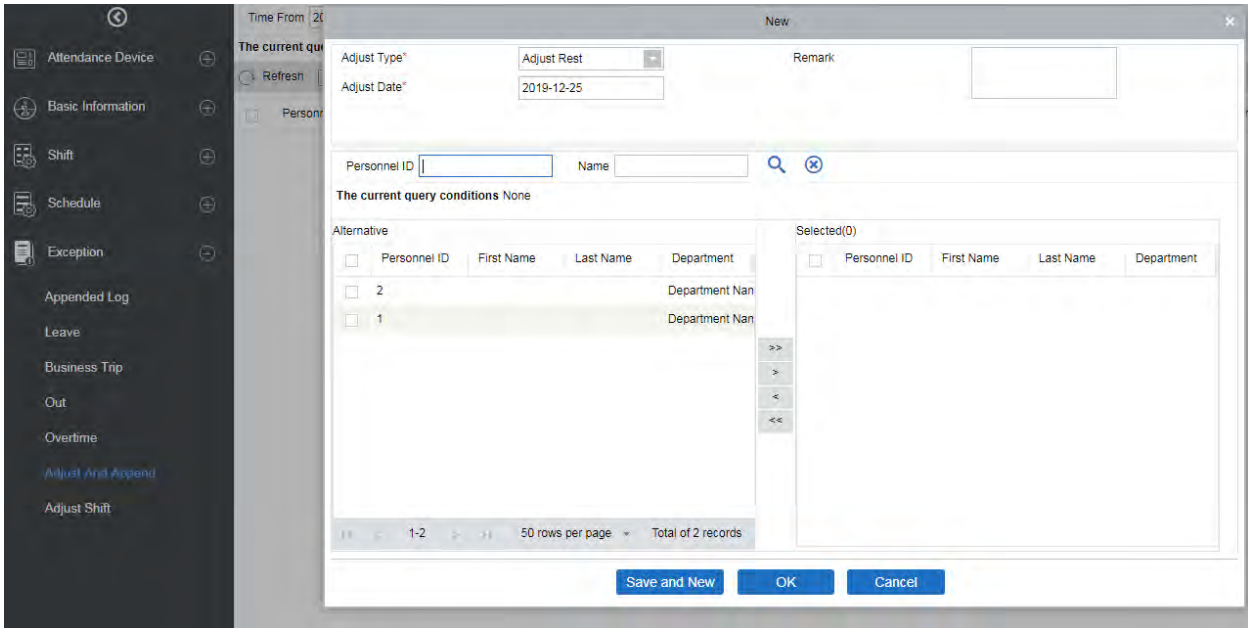 Attendance Device
Basic Information
Shift
Schedule
Exception
Appended Log
Leave
Business Trip
Out
Overtime
Adjust And Append
Adjust Shift
Time From 20
The current que
Refresh
Personn
New
Adjust Type* Adjust Rest Remark
Adjust Date* 2019-12-25
Personnel ID Name
The current query conditions None
Alternative
Personnel ID First Name Last Name Department
2 Department Nan
1 Department Nan
>>
>
<
<<
1-2 50 rows per page Total of 2 records
Selected(0)
Personnel ID First Name Last Name Department
Save and New OK Cancel